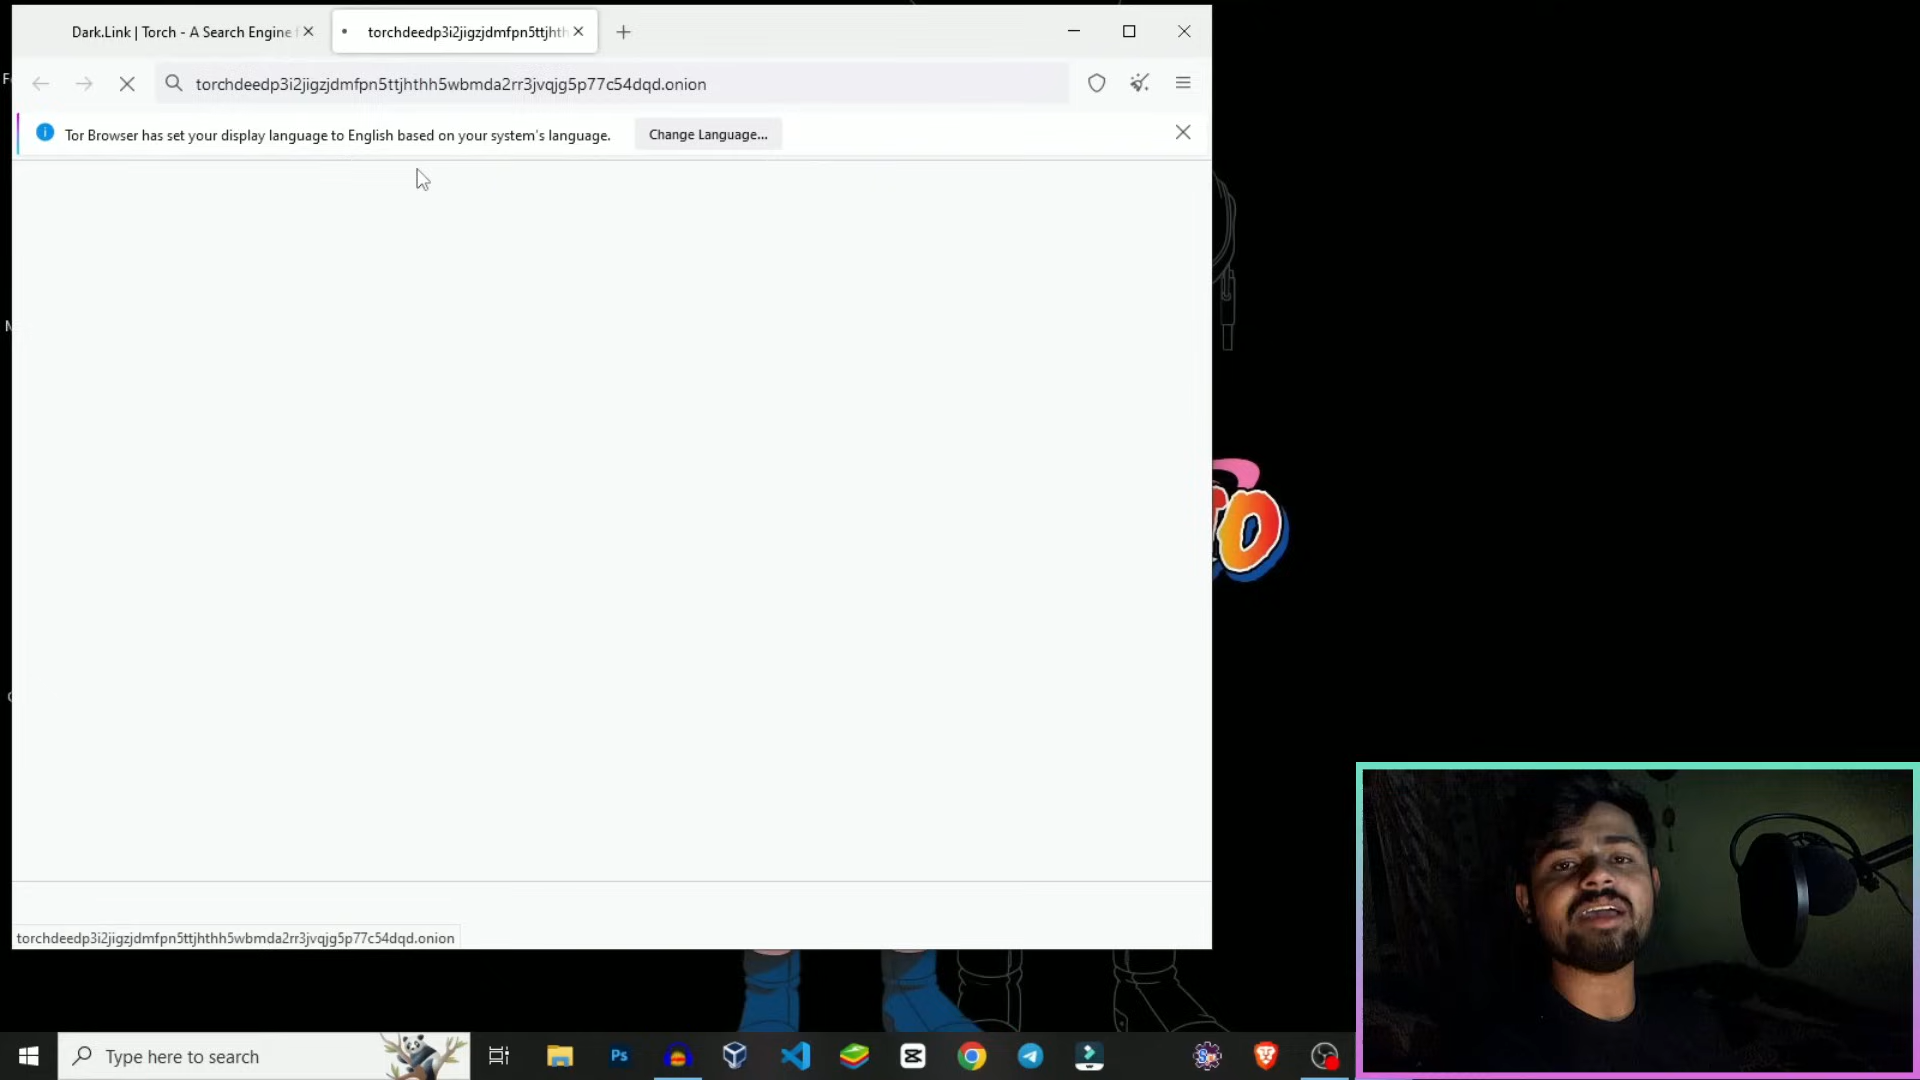 Dark.Link | Torch - A Search Engine
torchdeedp3i2jigzjdmfpn5ttjhth
torchdeedp3i2jigzjdmfpn5ttjhthh5wbmda2rr3jvqjg5p77c54dqd.onion
Tor Browser has set your display language to English based on your system's language.
Change Language...
torchdeedp3i2jigzjdmfpn5ttjhthh5wbmda2rr3jvqjg5p77c54dqd.onion
Type here to search
Ps